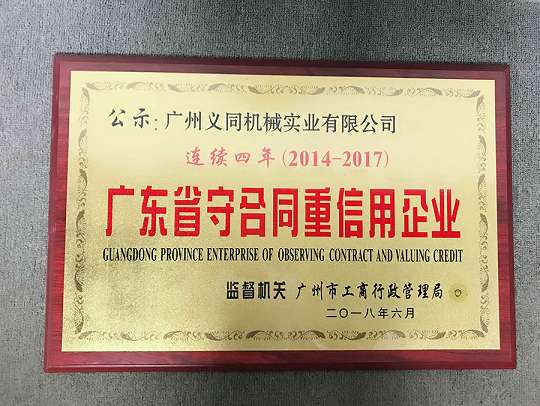 公示:广州义同机械实业有限公司
连续四年(2014-2017)
广东省守合同重信用企业
GUANGDONG PROVINCE ENTERPRISE OF OBSERVING CONTRACT AND VALUING CREDIT
监督机关 广州市工商行政管理局
二〇一八年六月